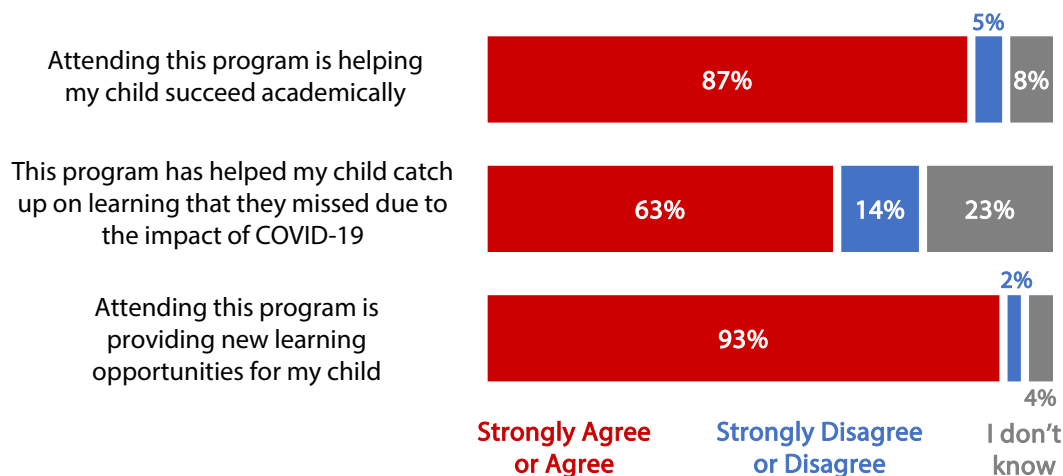 5%
Attending this program is helping
my child succeed academically
87%
8%
This program has helped my child catch
up on learning that they missed due to
the impact of COVID-19
63%
14%
23%
2%
Attending this program is
providing new learning
opportunities for my child
93%
4%
Strongly Agree
or Agree
Strongly Disagree
or Disagree
I don't
know